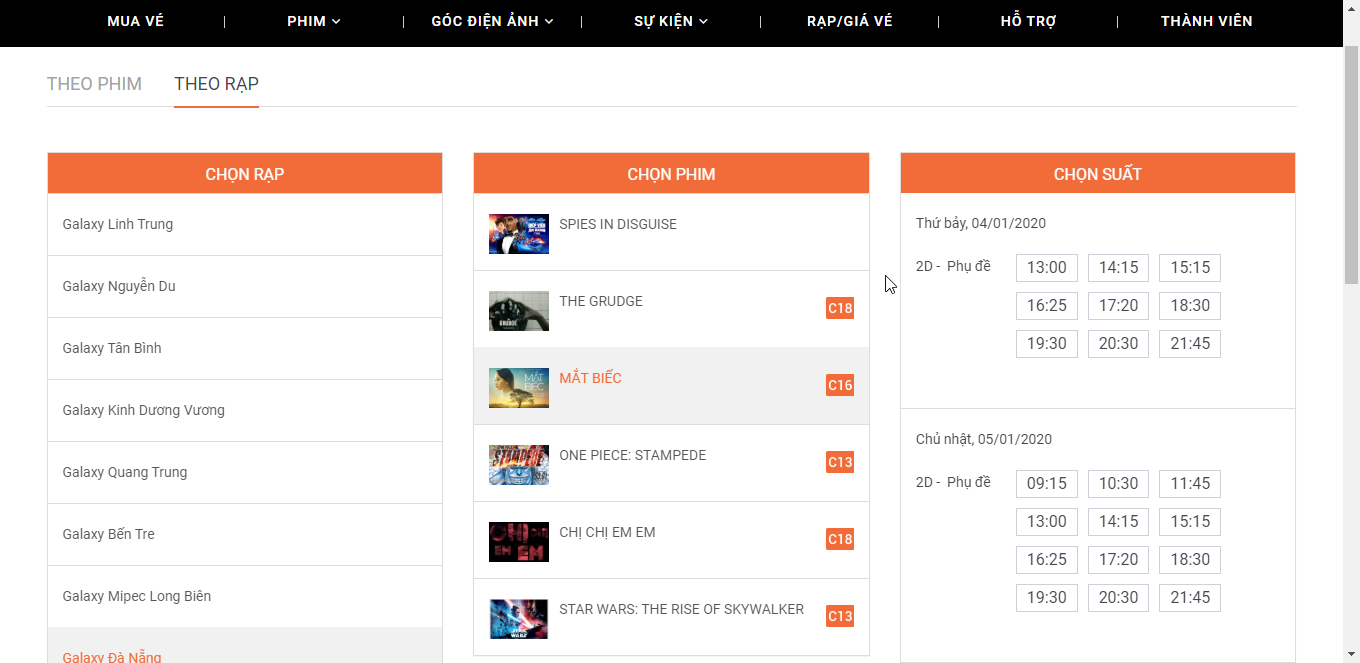 MUA VÉ
PHIM
GÓC ĐIỆN ẢNH
SỰ KIỆN
RẠP/GIÁ VÉ
HỖ TRỢ
THÀNH VIÊN
THEO PHIM
THEO RẠP
CHỌN RẠP
Galaxy Linh Trung
Galaxy Nguyễn Du
Galaxy Tân Bình
Galaxy Kinh Dương Vương
Galaxy Quang Trung
Galaxy Bến Tre
Galaxy Mipec Long Biên
Galaxy Đà Nẵng
CHỌN PHIM
SPIES IN DISGUISE
GRUDGE
THE GRUDGE
C18
MẮT BIẾC
MẮT BIẾC
C16
STAMPEDE
ONE PIECE: STAMPEDE
C13
CHỊ CHỊ EM EM
C18
STAR WARS: THE RISE OF SKYWALKER
C13
CHỌN SUẤT
Thứ bảy, 04/01/2020
2D - Phụ đề
13:00 14:15 15:15
16:25 17:20 18:30
19:30 20:30 21:45
Chủ nhật, 05/01/2020
2D - Phụ đề
09:15 10:30 11:45
13:00 14:15 15:15
16:25 17:20 18:30
19:30 20:30 21:45